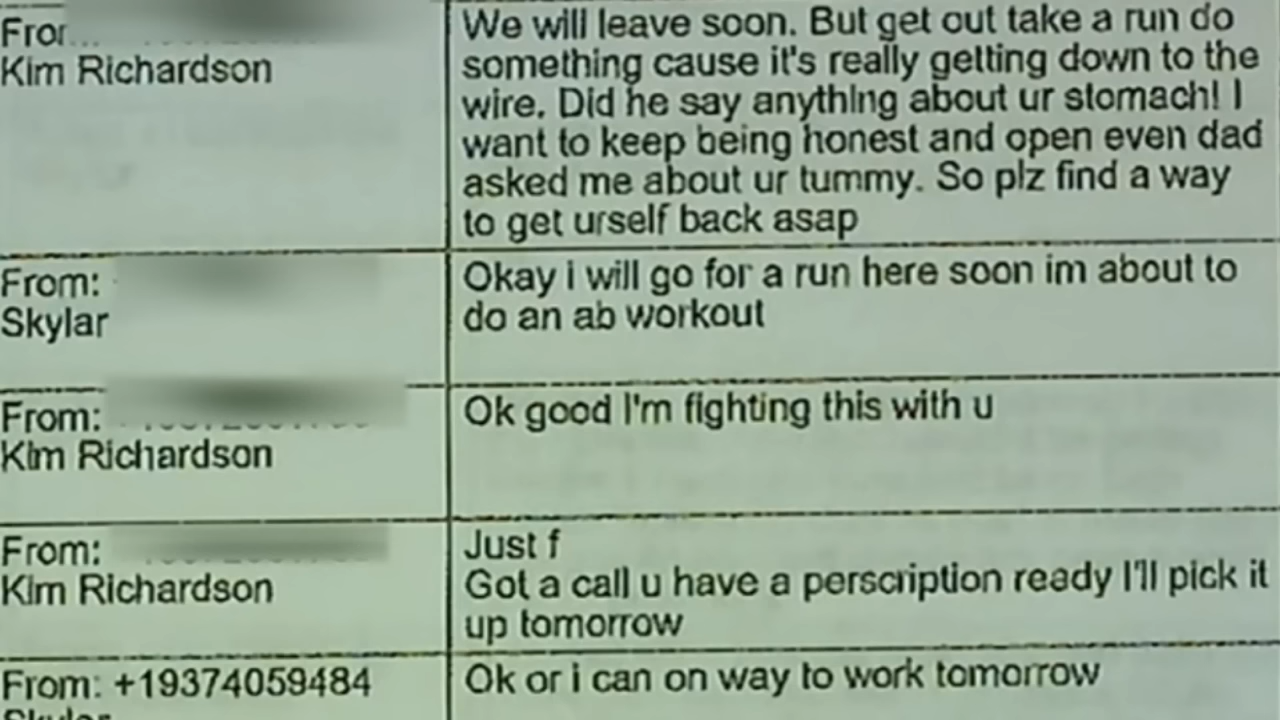 From:
Kim Richardson
We will leave soon. But get out take a run do
something cause it's really getting down to the
wire. Did he say anything about ur stomach! I
want to keep being honest and open even dad
asked me about ur tummy. So plz find a way
to get urself back asap
From:
Skylar
Okay i will go for a run here soon im about to
do an ab workout
From:
Kim Richardson
Ok good I'm fighting this with u
From:
Kim Richardson
Just f
Got a call u have a perscription ready I'll pick it
up tomorrow
From: +19374059484
Skylar
Ok or i can on way to work tomorrow